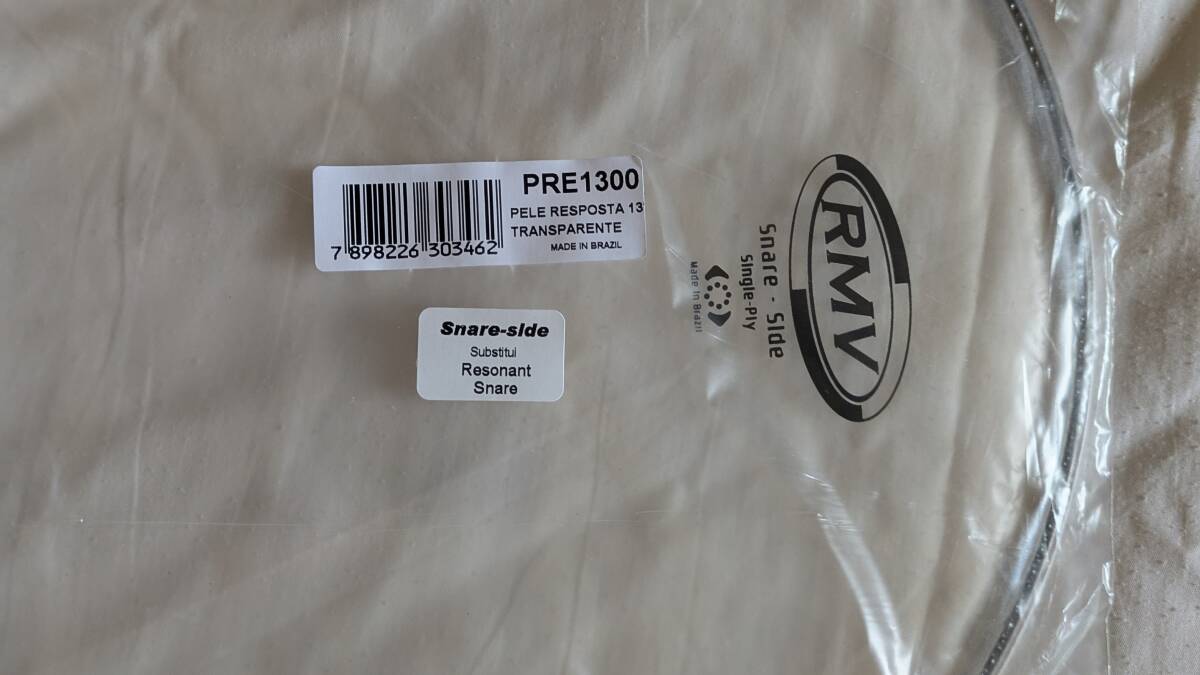 PRE1300
PELE RESPOSTA 13
TRANSPARENTE
MADE IN BRAZIL
7 898226 303462
Snare-side
Substitui
Resonant
Snare
RMV
Snare - Side
Single-Ply
Made in Brazil